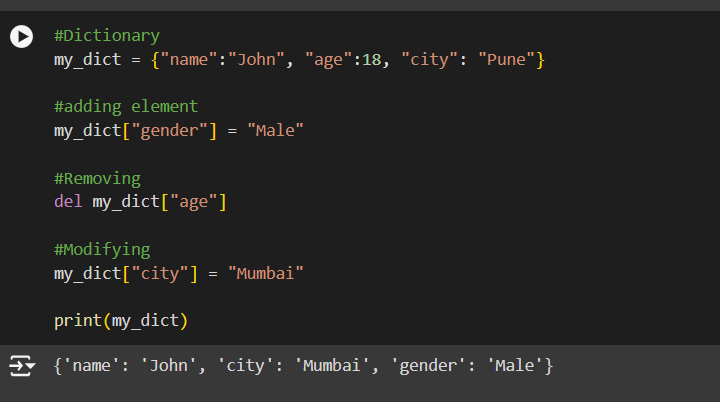 #Dictionary
my_dict = {"name":"John", "age":18, "city": "Pune"}
#adding element
my_dict["gender"] = "Male"
#Removing
del my_dict["age"]
#Modifying
my_dict["city"] = "Mumbai"
print(my_dict)
{'name': 'John', 'city': 'Mumbai', 'gender': 'Male'}